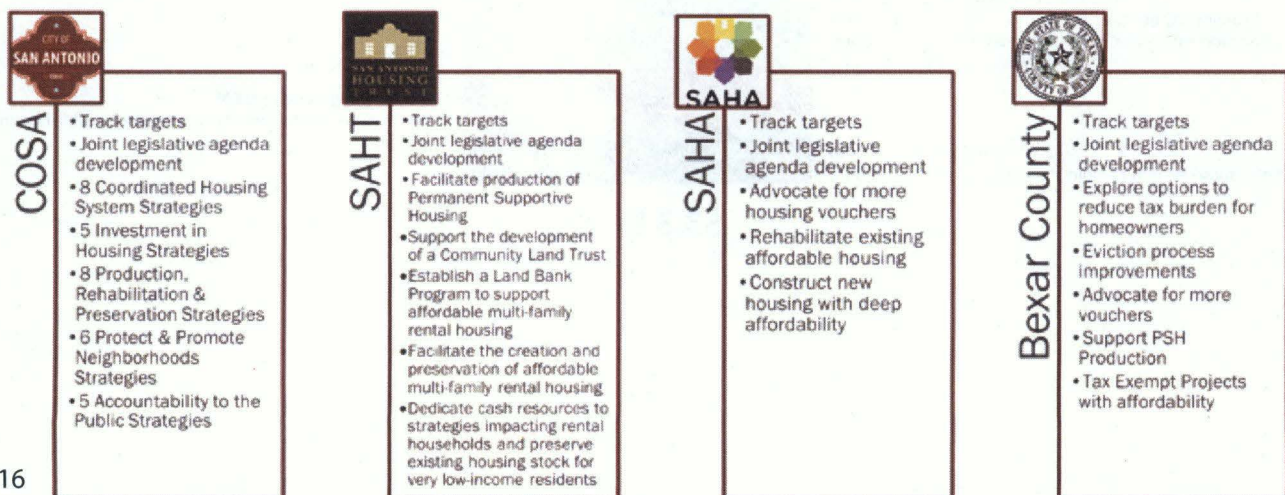 CITY OF
SAN ANTONIO
COSA
• Track targets
• Joint legislative agenda
development
• 8 Coordinated Housing
System Strategies
• 5 Investment in
Housing Strategies
• 8 Production,
Rehabilitation &
Preservation Strategies
• 6 Protect & Promote
Neighborhoods
Strategies
• 5 Accountability to the
Public Strategies
SAN ANTONIO
HOUSING
TRUST
SAHT
• Track targets
• Joint legislative agenda
development
• Facilitate production of
Permanent Supportive
Housing
• Support the development
of a Community Land Trust
• Establish a Land Bank
Program to support
affordable multi-family
rental housing
• Facilitate the creation and
preservation of affordable
multi-family rental housing
• Dedicate cash resources to
strategies impacting rental
households and preserve
existing housing stock for
very low-income residents
SAHA
SAHA
• Track targets
• Joint legislative
agenda development
• Advocate for more
housing vouchers
• Rehabilitate existing
affordable housing
• Construct new
housing with deep
affordability
THE STATE OF TEXAS
COUNTY OF BEXAR
Bexar County
• Track targets
• Joint legislative agenda
development
• Explore options to
reduce tax burden for
homeowners
• Eviction process
improvements
• Advocate for more
vouchers
• Support PSH
Production
• Tax Exempt Projects
with affordability
16